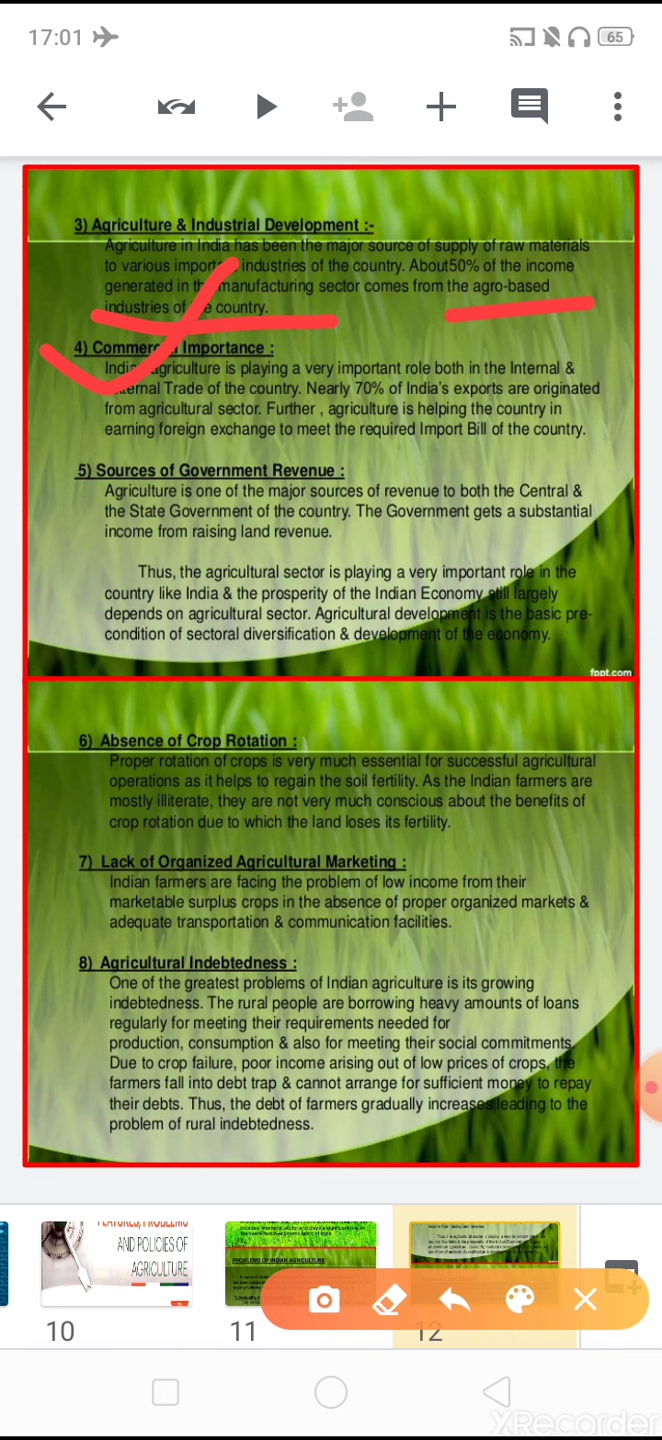 17:01
65
3) Agriculture & Industrial Development :-
Agriculture in India has been the major source of supply of raw materials
to various industries of the country. About50% of the income
generated in manufacturing sector comes from the agro-based
industries of country.
4) Importance :
agriculture is playing a very important role both in the Internal &
Trade of the country. Nearly 70% of India's exports are originated
from agricultural sector. Further , agriculture is helping the country in
earning foreign exchange to meet the required Import Bill of the country.
5) Sources of Government Revenue :
Agriculture is one of the major sources of revenue to both the Central &
the State Government of the country. The Government gets a substantial
income from raising land revenue.
Thus, the agricultural sector is playing a very important role in the
country like India & the prosperity of the Indian Economy still largely
depends on agricultural sector. Agricultural development is the basic pre-
condition of sectoral diversification & development of the economy.
fppt.com
6) Absence of Crop Rotation :
Proper rotation of crops is very much essential for successful agricultural
operations as it helps to regain the soil fertility. As the Indian farmers are
mostly illiterate, they are not very much conscious about the benefits of
crop rotation due to which the land loses its fertility.
7) Lack of Organized Agricultural Marketing :
Indian farmers are facing the problem of low income from their
marketable surplus crops in the absence of proper organized markets &
adequate transportation & communication facilities.
8) Agricultural Indebtedness :
One of the greatest problems of Indian agriculture is its growing
indebtedness. The rural people are borrowing heavy amounts of loans
regularly for meeting their requirements needed for
production, consumption & also for meeting their social commitments.
Due to crop failure, poor income arising out of low prices of crops, the
farmers fall into debt trap & cannot arrange for sufficient money to repay
their debts. Thus, the debt of farmers gradually increases leading to the
problem of rural indebtedness.
AND POLICIES OF
AGRICULTURE
PROBLEMS OF INDIAN AGRICULTURE
10
11
12
XRecorder